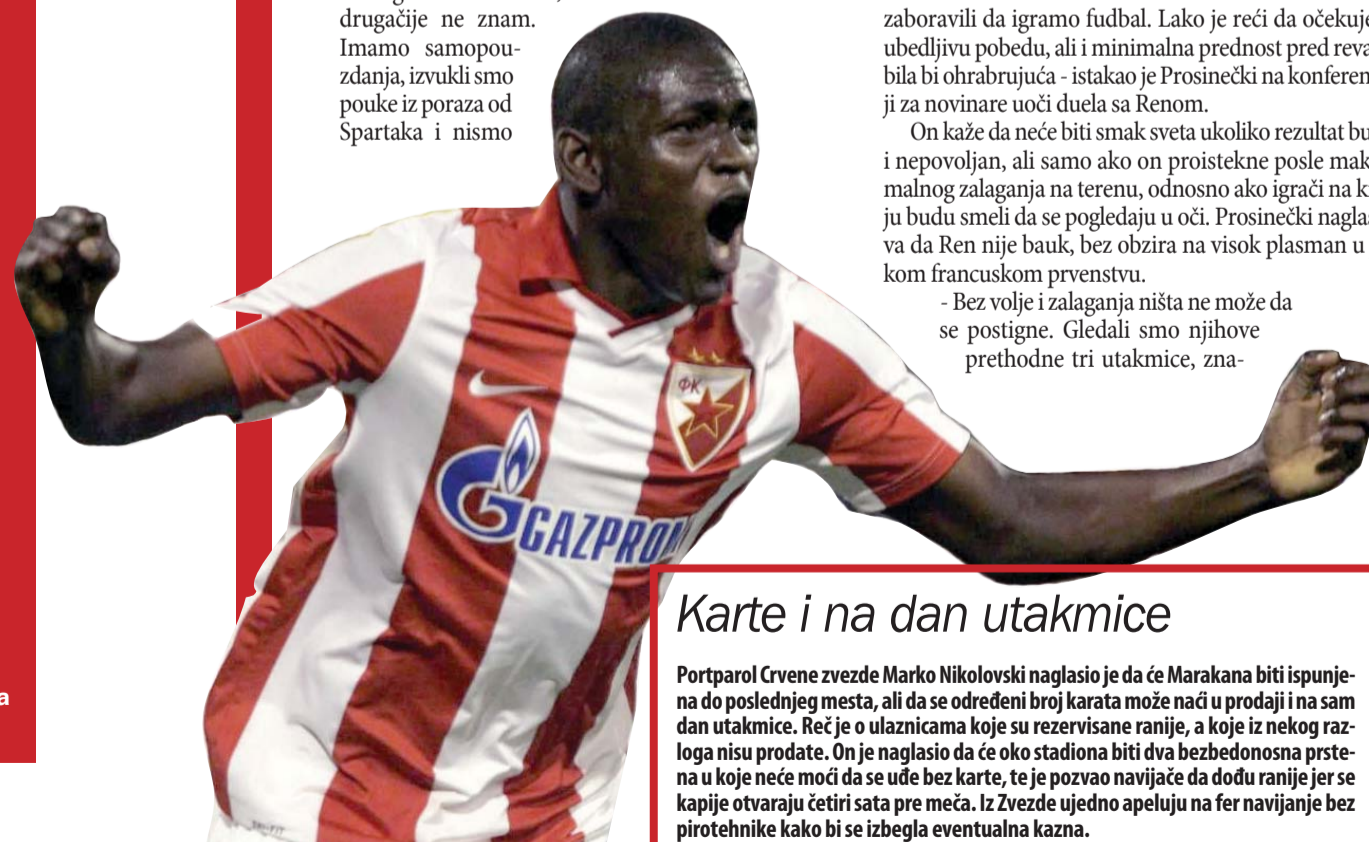 drugačije ne znam.
Imamo samopou-
zdanja, izvukli smo
pouke iz poraza od
Spartaka i nismo
zaboravili da igramo fudbal. Lako je reći da očekuje
ubedljivu pobedu, ali i minimalna prednost pred reva
bila bi ohrabrujuća - istakao je Prosinečki na konferen
ji za novinare uoči duela sa Renom.
On kaže da neće biti smak sveta ukoliko rezultat bu
i nepovoljan, ali samo ako on proistekne posle mak
malnog zalaganja na terenu, odnosno ako igrači na k
ju budu smeli da se pogledaju u oči. Prosinečki nagla
va da Ren nije bauk, bez obzira na visok plasman u
kom francuskom prvenstvu.
- Bez volje i zalaganja ništa ne može da
se postigne. Gledali smo njihove
prethodne tri utakmice, zna-
ФК
GAZPROM
a
Karte i na dan utakmice
Portparol Crvene zvezde Marko Nikolovski naglasio je da će Marakana biti ispunje-
na do poslednjeg mesta, ali da se određeni broj karata može naći u prodaji i na sam
dan utakmice. Reč je o ulaznicama koje su rezervisane ranije, a koje iz nekog raz-
loga nisu prodate. On je naglasio da će oko stadiona biti dva bezbedonosna prste-
na u koje neće moći da se uđe bez karte, te je pozvao navijače da dođu ranije jer se
kapije otvaraju četiri sata pre meča. Iz Zvezde ujedno apeluju na fer navijanje bez
pirotehnike kako bi se izbegla eventualna kazna.